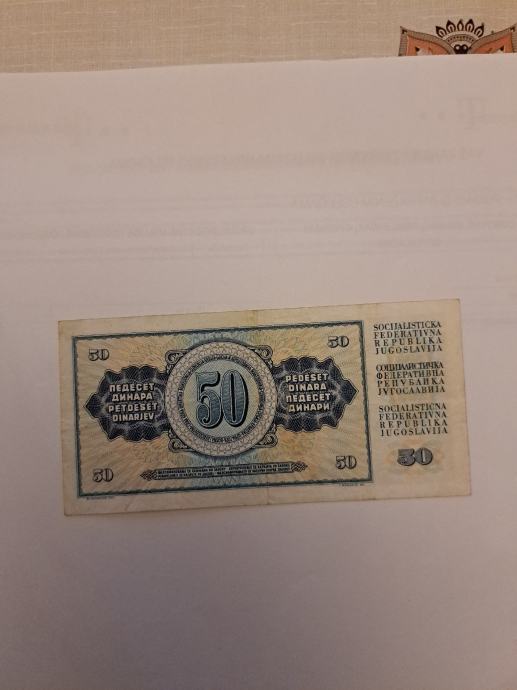 50
50
ПЕДЕСЕТ
ДИНАРА
PETDESET
DINARJEV
50
PEDESET
DINARA
ПЕДЕСЕТ
ДИНАРИ
50
50
SOCIJALISTIČKA
FEDERATIVNA
REPUBLIKA
JUGOSLAVIJA
СОЦИЈАЛИСТИЧКА
ФЕДЕРАТИВНА
РЕПУБЛИКА
ЈУГОСЛАВИЈА
SOCIALISTIČNA
FEDERATIVNA
REPUBLIKA
JUGOSLAVIJA
50